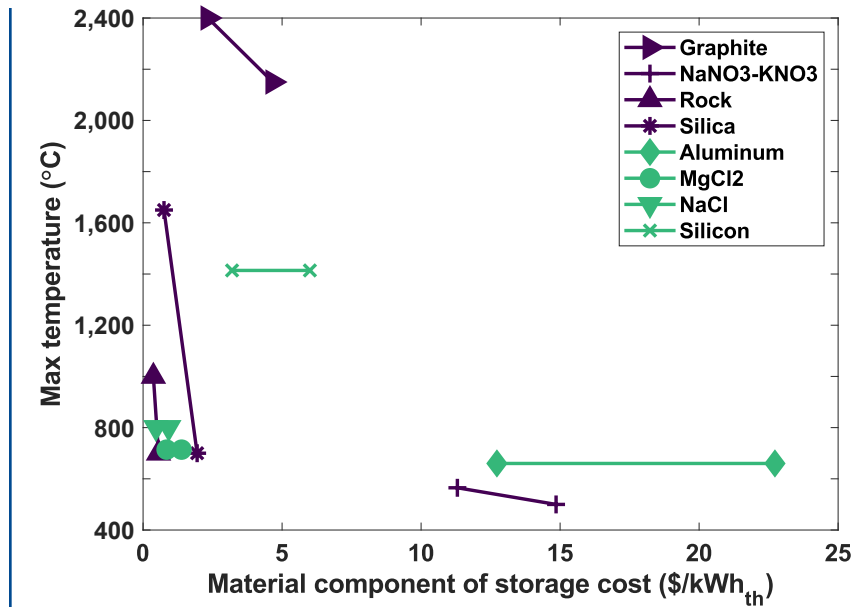 2,400
2,000
1,600
1,200
800
400
Max temperature (°C)
Graphite
NaNO3-KNO3
Rock
Silica
Aluminum
MgCl2
NaCl
Silicon
0 5 10 15 20 25
Material component of storage cost ($/kWhth)